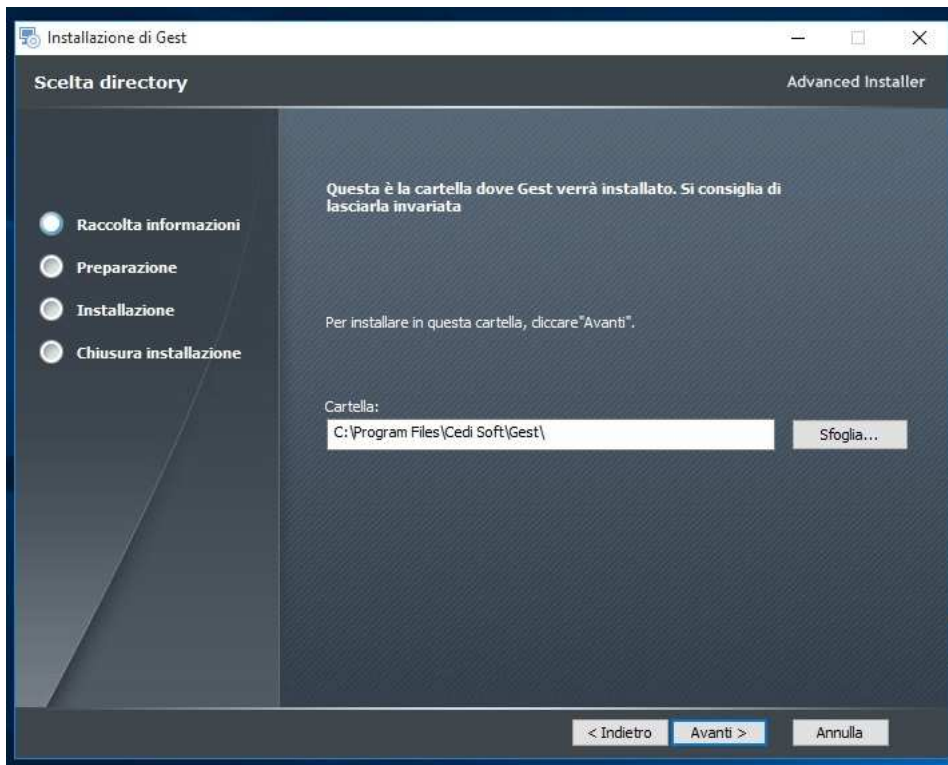 Installazione di Gest
Scelta directory
Advanced Installer
Raccolta informazioni
Preparazione
Installazione
Chiusura installazione
Questa è la cartella dove Gest verrà installato. Si consiglia di
lasciarla invariata
Per installare in questa cartella, cliccare"Avanti".
Cartella:
C:\Program Files\Cedi Soft\Gest\
Sfoglia...
< Indietro
Avanti >
Annulla